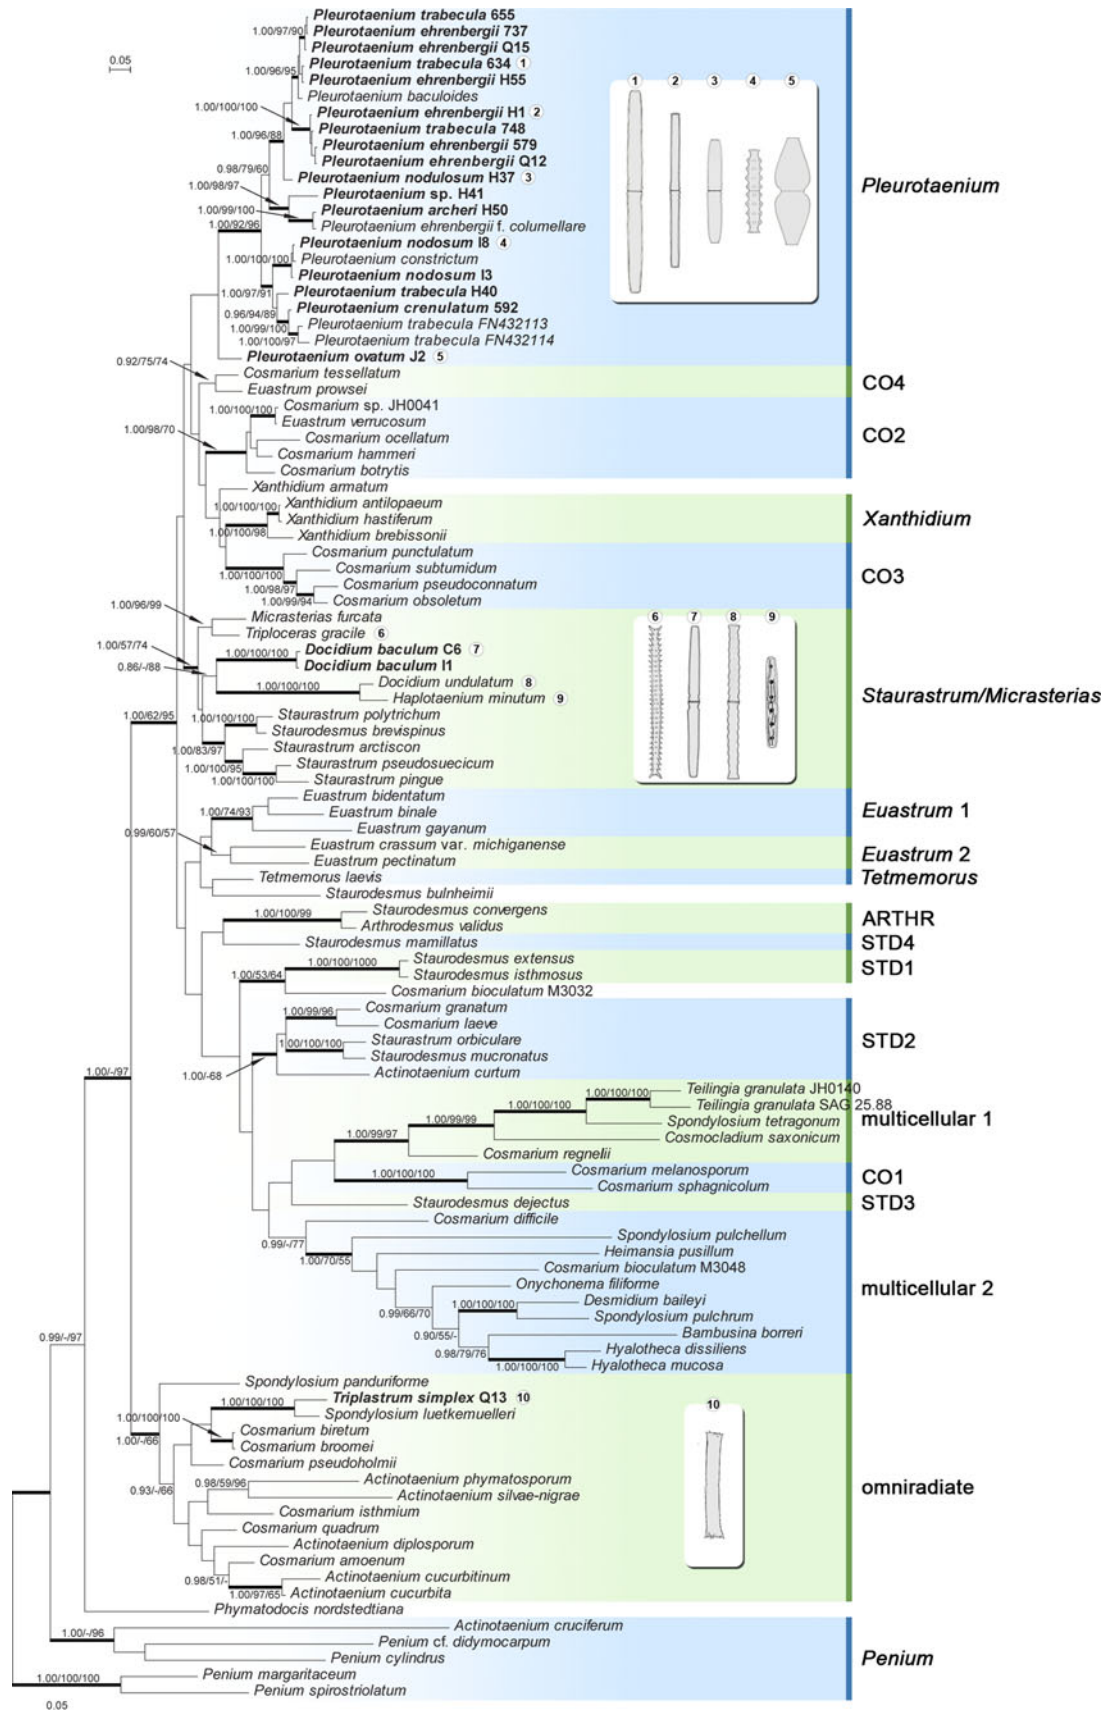 Pleurotaenium trabecula 655
1.00/97/90
Pleurotaenium ehrenbergii 737
Pleurotaenium ehrenbergii Q15
0.05
Pleurotaenium trabecula 634 1
1.00/96/95
Pleurotaenium ehrenbergii H55
1 2 3 4 5
Pleurotaenium baculoides
1.00/100/100
Pleurotaenium ehrenbergii H1 2
Pleurotaenium trabecula 748
1.00/96/88
Pleurotaenium ehrenbergii 579
Pleurotaenium ehrenbergii Q12
0.98/79/60
Pleurotaenium nodulosum H37 3
Pleurotaenium
1.00/98/97
Pleurotaenium sp. H41
1.00/99/100
Pleurotaenium archeri H50
1.00/92/96
Pleurotaenium ehrenbergii f. columellare
Pleurotaenium nodosum I8 4
1.00/100/100
Pleurotaenium constrictum
1.00/97/91
Pleurotaenium nodosum I3
Pleurotaenium trabecula H40
0.96/94/89
Pleurotaenium crenulatum 592
1.00/99/100
Pleurotaenium trabecula FN432113
1.00/100/97
Pleurotaenium trabecula FN432114
0.92/75/74
Pleurotaenium ovatum J2 5
Cosmarium tessellatum
CO4
Euastrum prowsei
1.00/100/100
Cosmarium sp. JH0041
1.00/98/70
Euastrum verrucosum
CO2
Cosmarium ocellatum
Cosmarium hammeri
Cosmarium botrytis
Xanthidium armatum
1.00/100/100
Xanthidium antilopaeum
Xanthidium
Xanthidium hastiferum
1.00/100/98
Xanthidium brebissonii
Cosmarium punctulatum
1.00/100/100
Cosmarium subtumidum
CO3
1.00/98/97
Cosmarium pseudoconnatum
1.00/99/94
Cosmarium obsoletum
1.00/96/99
Micrasterias furcata
Triploceras gracile 6
6 7 8 9
1.00/57/74
1.00/100/100
Docidium baculum C6 7
0.86/-/88
Docidium baculum I1
1.00/100/100
Docidium undulatum 8
Haplotaenium minutum 9
Staurastrum/Micrasterias
1.00/62/95
1.00/100/100
Staurastrum polytrichum
Staurodesmus brevispinus
1.00/83/97
Staurastrum arctiscon
1.00/100/95
Staurastrum pseudosuecicum
1.00/100/100
Staurastrum pingue
Euastrum bidentatum
1.00/74/93
Euastrum binale
Euastrum 1
0.99/60/57
Euastrum gayanum
Euastrum crassum var. michiganense
Euastrum 2
Euastrum pectinatum
Tetmemorus laevis
Tetmemorus
Staurodesmus bulnheimii
1.00/100/99
Staurodesmus convergens
ARTHR
Arthrodesmus validus
Staurodesmus mamillatus
STD4
1.00/100/1000
Staurodesmus extensus
STD1
1.00/53/64
Staurodesmus isthmosus
Cosmarium bioculatum M3032
1.00/99/96
Cosmarium granatum
Cosmarium laeve
1.00/100/100
Staurastrum orbiculare
STD2
Staurodesmus mucronatus
1.00/-68
Actinotaenium curtum
1.00/-/97
1.00/100/100
Teilingia granulata JH0140
1.00/100/100
Teilingia granulata SAG 25.88
multicellular 1
1.00/99/99
Spondylosium tetragonum
1.00/99/97
Cosmocladium saxonicum
Cosmarium regnelii
1.00/100/100
Cosmarium melanosporum
CO1
Cosmarium sphagnicolum
Staurodesmus dejectus
STD3
Cosmarium difficile
0.99/-/77
Spondylosium pulchellum
1.00/70/55
Heimansia pusillum
Cosmarium bioculatum M3048
multicellular 2
Onychonema filiforme
0.99/66/70
1.00/100/100
Desmidium baileyi
Spondylosium pulchrum
0.90/55/-
Bambusina borreri
0.99/-/97
0.98/79/76
Hyalotheca dissiliens
1.00/100/100
Hyalotheca mucosa
Spondylosium panduriforme
1.00/100/100
Triplastrum simplex Q13 10
10
1.00/100/100
Spondylosium luetkemuelleri
1.00/-/66
Cosmarium biretum
Cosmarium broomei
Cosmarium pseudoholmii
0.93/-/66
0.98/59/96
Actinotaenium phymatosporum
omniradiate
Actinotaenium silvae-nigrae
Cosmarium isthmium
Cosmarium quadrum
Actinotaenium diplosporum
Cosmarium amoenum
0.98/51/-
Actinotaenium cucurbitinum
1.00/97/65
Actinotaenium cucurbita
Phymatodocis nordstedtiana
1.00/-/96
Actinotaenium cruciferum
Penium cf. didymocarpum
Penium
Penium cylindrus
1.00/100/100
Penium margaritaceum
Penium spirostriolatum
0.05